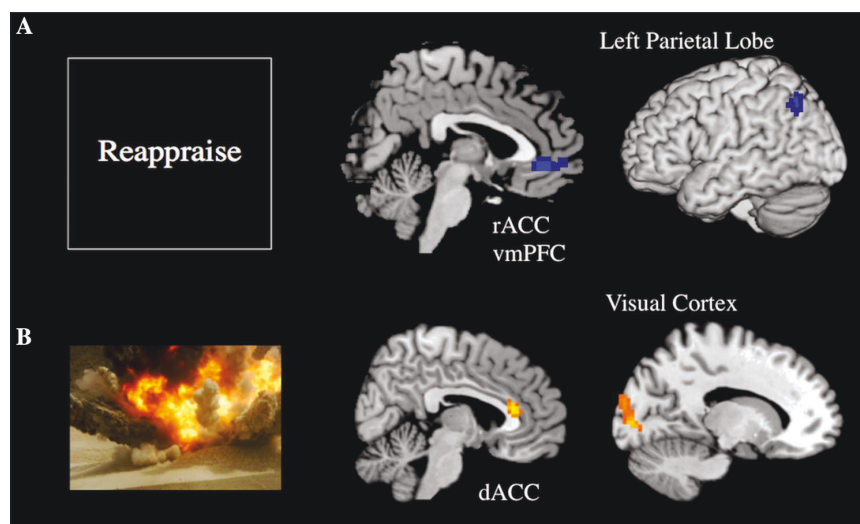 A
Left Parietal Lobe
Reappraise
rACC
vmPFC
Visual Cortex
B
dACC